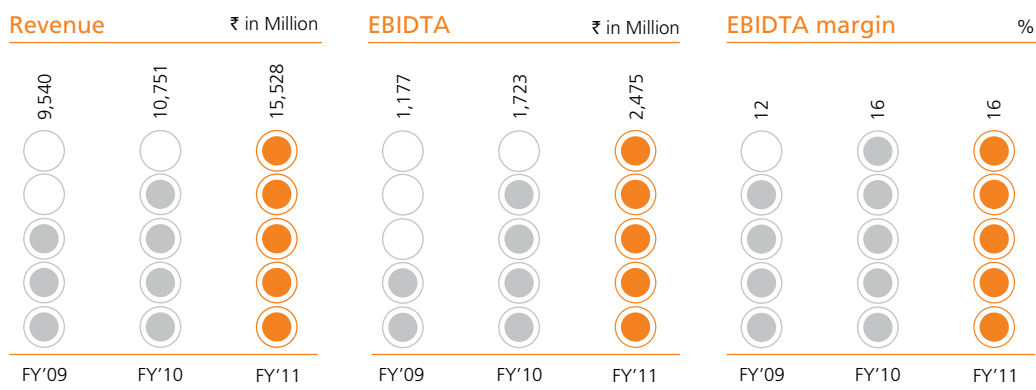 Revenue ₹ in Million
9,540 10,751 15,528
FY'09 FY'10 FY'11
EBIDTA ₹ in Million
1,177 1,723 2,475
FY'09 FY'10 FY'11
EBIDTA margin %
12 16 16
FY'09 FY'10 FY'11